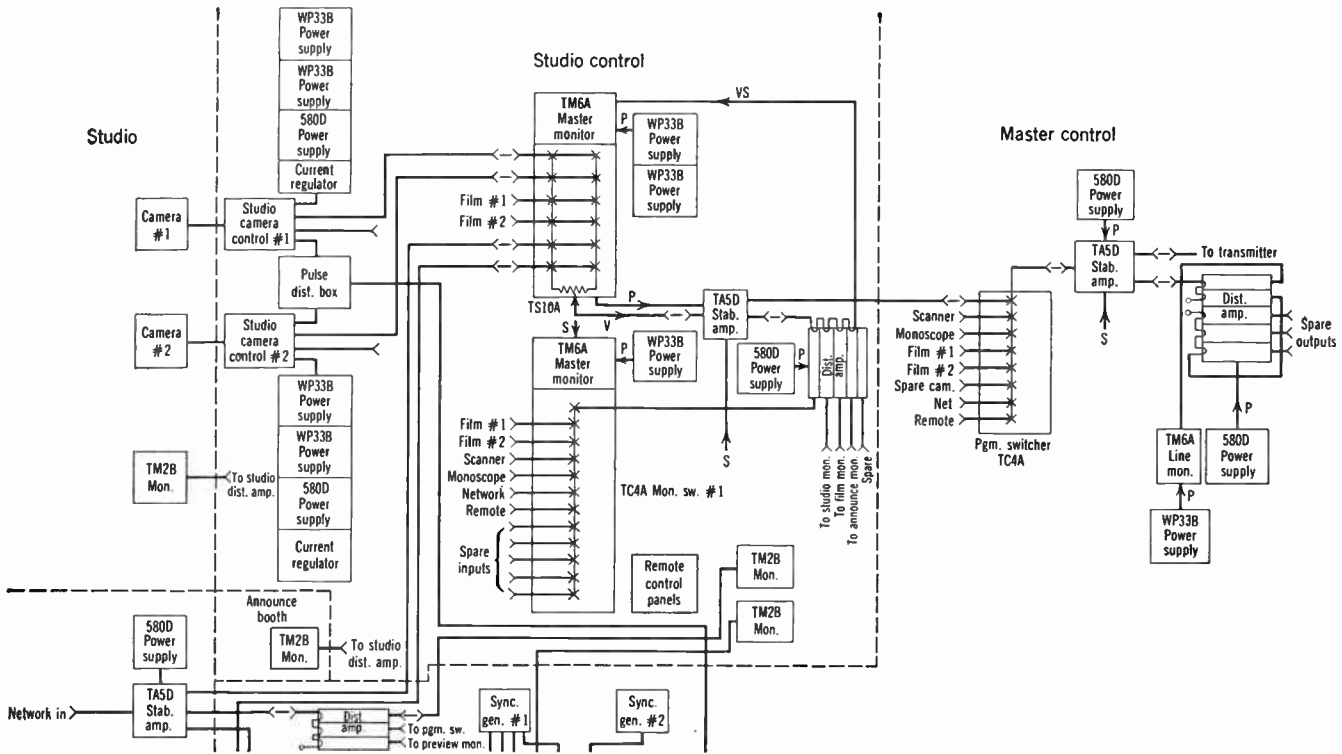 Studio
WP33B
Power
supply
WP33B
Power
supply
580D
Power
supply
Current
regulator
Camera
#1
Studio
camera
control #1
Pulse
dist. box
Camera
#2
Studio
camera
control #2
WP33B
Power
supply
WP33B
Power
supply
580D
Power
supply
Current
regulator
TM2B
Mon.
To studio
dist. amp.
Announce
booth
TM2B
Mon.
To studio
dist. amp.
580D
Power
supply
Network in
TA5D
Stab.
amp.
Dist.
amp
To pgm. sw.
To preview mon.
Sync.
gen. #1
Sync.
gen. #2
Studio control
TM6A
Master
monitor
VS
P
WP33B
Power
supply
WP33B
Power
supply
Film #1
Film #2
TS10A
P
V
S
TA5D
Stab.
amp.
S
TM6A
Master
monitor
P
WP33B
Power
supply
580D
Power
supply
P
Dist.
amp.
To studio mon.
To film mon.
To announce mon.
Spare
Film #1
Film #2
Scanner
Monoscope
Network
Remote
Spare
inputs
TC4A Mon. sw. #1
Remote
control
panels
TM2B
Mon.
TM2B
Mon.
Master control
580D
Power
supply
P
TA5D
Stab.
amp.
S
To transmitter
Scanner
Monoscope
Film #1
Film #2
Spare cam.
Net
Remote
Pgm. switcher
TC4A
Dist.
amp.
Spare
outputs
P
TM6A
Line
mon.
580D
Power
supply
P
WP33B
Power
supply